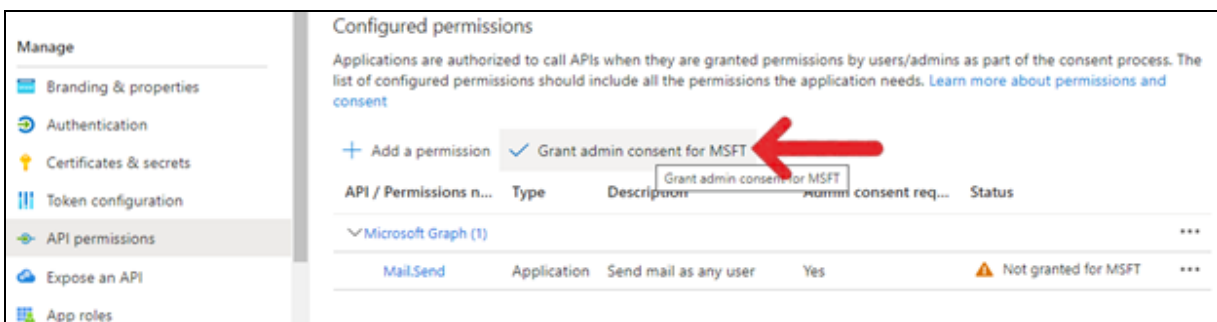 Manage
Branding & properties
Authentication
Certificates & secrets
Token configuration
API permissions
Expose an API
App roles
Configured permissions
Applications are authorized to call APIs when they are granted permissions by users/admins as part of the consent process. The
list of configured permissions should include all the permissions the application needs. Learn more about permissions and
consent
Add a permission Grant admin consent for MSFT
Grant admin consent for MSFT
API / Permissions n... Type Description Admin consent req... Status
Microsoft Graph (1) ...
Mail.Send Application Send mail as any user Yes Not granted for MSFT ...